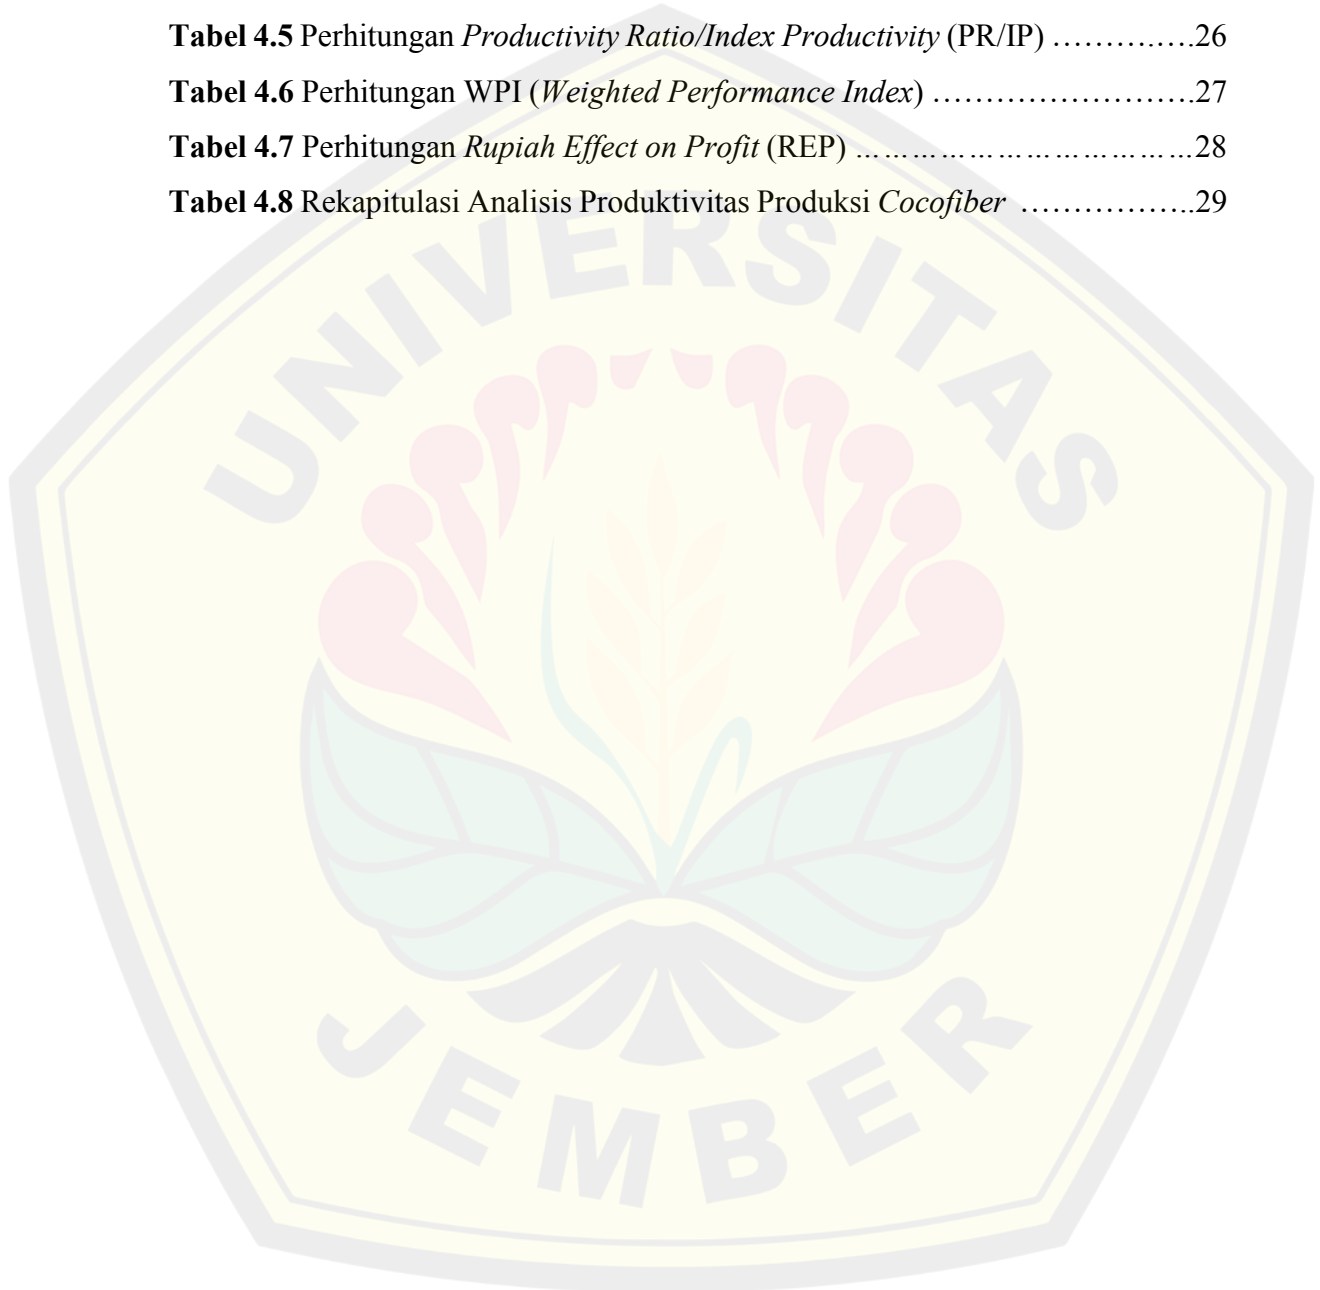 Tabel 4.5 Perhitungan Productivity Ratio/Index Productivity (PR/IP) ……….….26
Tabel 4.6 Perhitungan WPI (Weighted Performance Index) …………………….27
Tabel 4.7 Perhitungan Rupiah Effect on Profit (REP) ………………………………28
Tabel 4.8 Rekapitulasi Analisis Produktivitas Produksi Cocofiber ……………..29
UNIVERSITAS
JEMBER